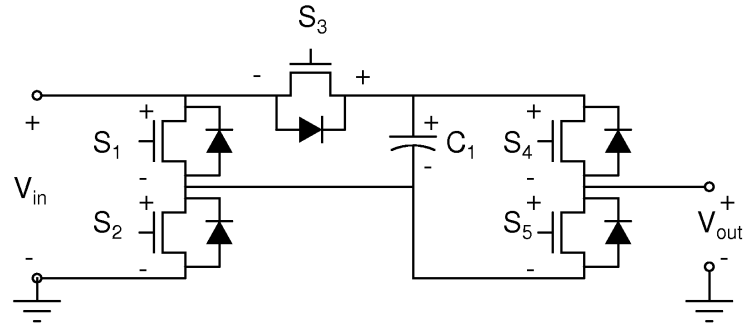 S3
- +
+ + + +
S1 C1 S4
- - -
Vin
+ + +
S2 S5 Vout
- - - -